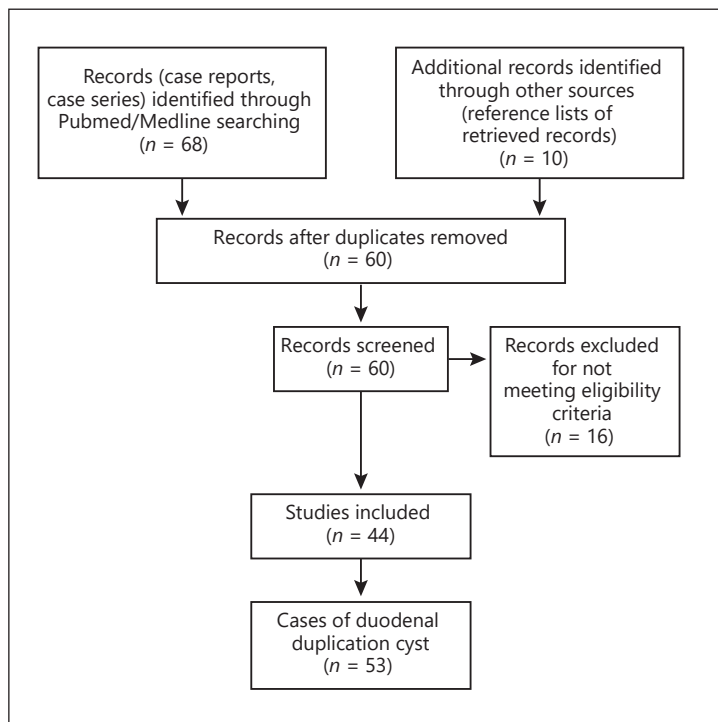 Records (case reports,
case series) identified through
Pubmed/Medline searching
(n = 68)
Additional records identified
through other sources
(reference lists of
retrieved records)
(n = 10)
Records after duplicates removed
(n = 60)
Records screened
(n = 60)
Records excluded
for not
meeting eligibility
criteria
(n = 16)
Studies included
(n = 44)
Cases of duodenal
duplication cyst
(n = 53)